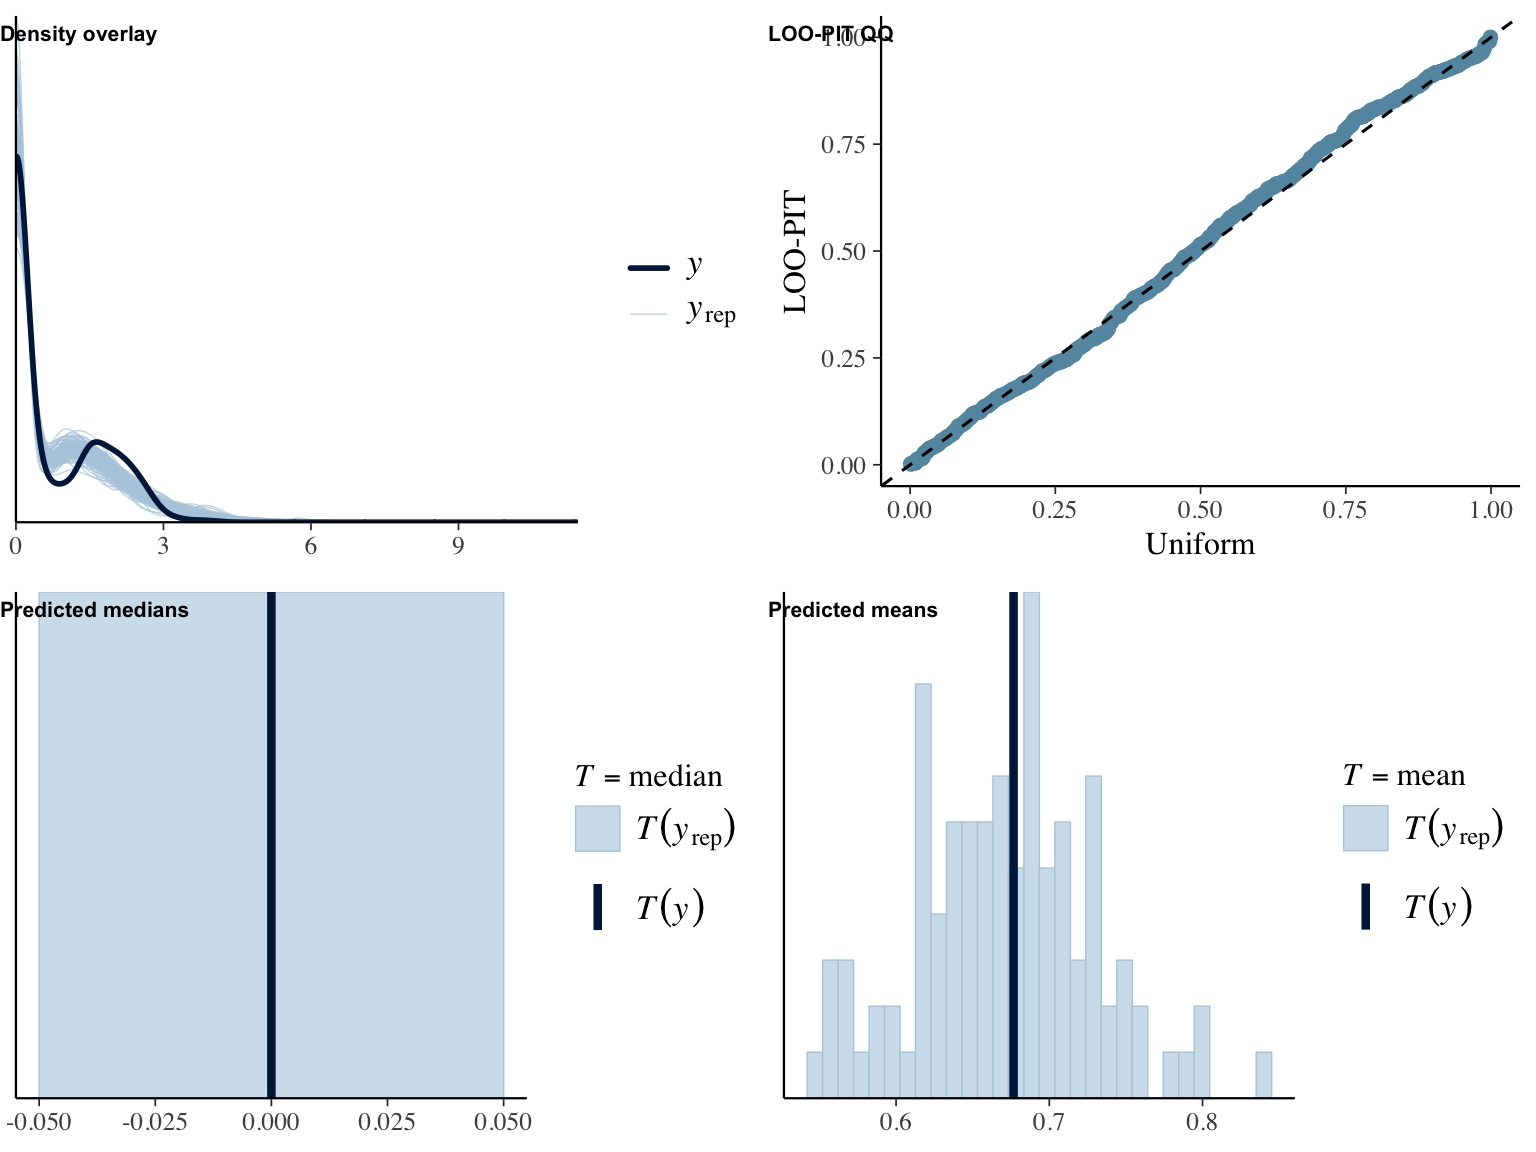 Density overlay
y
y rep
0 3 6 9
LOO-PIT QQ
1.00
0.75
0.50
0.25
0.00
LOO-PIT
0.00 0.25 0.50 0.75 1.00
Uniform
Predicted medians
T = median
T(y rep)
T(y)
-0.050 -0.025 0.000 0.025 0.050
Predicted means
T = mean
T(y rep)
T(y)
0.6 0.7 0.8